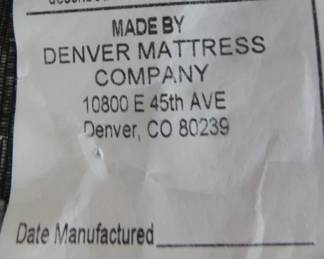 MADE BY
DENVER MATTRESS
COMPANY
10800 E 45th AVE
Denver, CO 80239
Date Manufactured